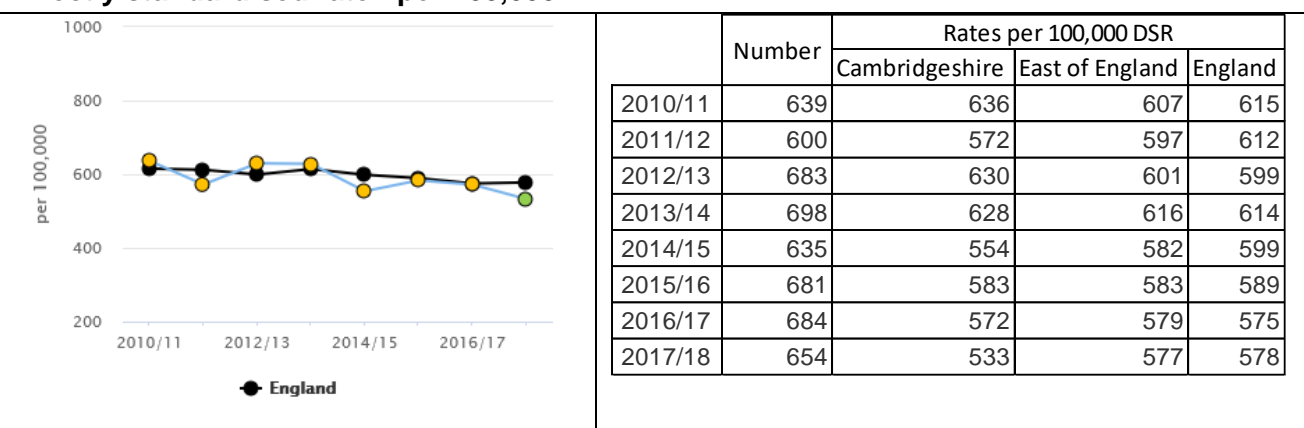 1000
800
600
400
200
per 100,000
2010/11 2012/13 2014/15 2016/17
England
Number Rates per 100,000 DSR
Cambridgeshire East of England England
2010/11 639 636 607 615
2011/12 600 572 597 612
2012/13 683 630 601 599
2013/14 698 628 616 614
2014/15 635 554 582 599
2015/16 681 583 583 589
2016/17 684 572 579 575
2017/18 654 533 577 578